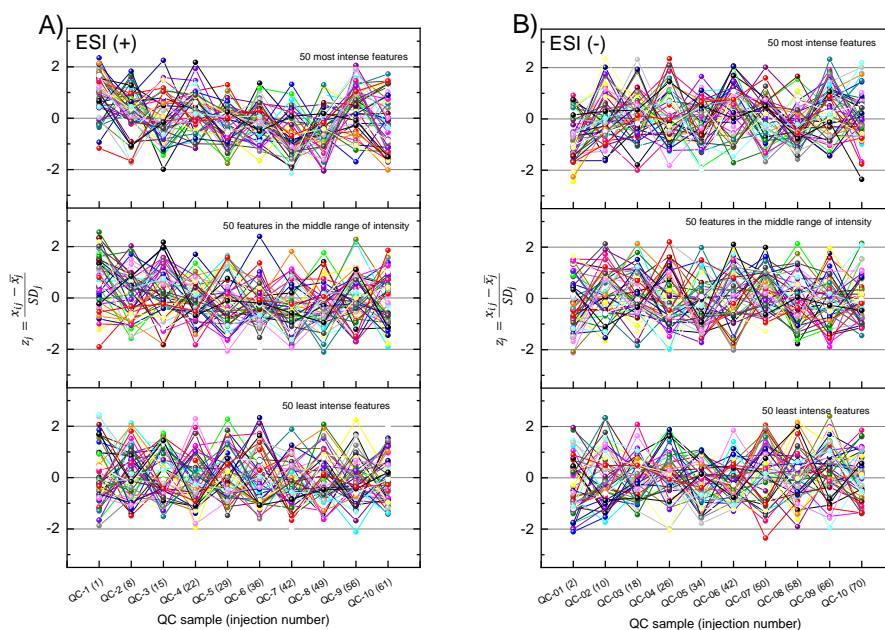 A)
ESI (+)
50 most intense features
2
0
-2
50 features in the middle range of intensity
2
0
-2
z_j = (x_ij − x̄_j) / SD_j
50 least intense features
2
0
-2
QC-1 (1)
QC-2 (8)
QC-3 (15)
QC-4 (22)
QC-5 (29)
QC-6 (36)
QC-7 (42)
QC-8 (49)
QC-9 (56)
QC-10 (61)
QC sample (injection number)
B)
ESI (-)
50 most intense features
2
0
-2
50 features in the middle range of intensity
2
0
-2
z_j = (x_ij − x̄_j) / SD_j
50 least intense features
2
0
-2
QC-01 (2)
QC-02 (10)
QC-03 (18)
QC-04 (26)
QC-05 (34)
QC-06 (42)
QC-07 (50)
QC-08 (58)
QC-09 (66)
QC-10 (70)
QC sample (injection number)